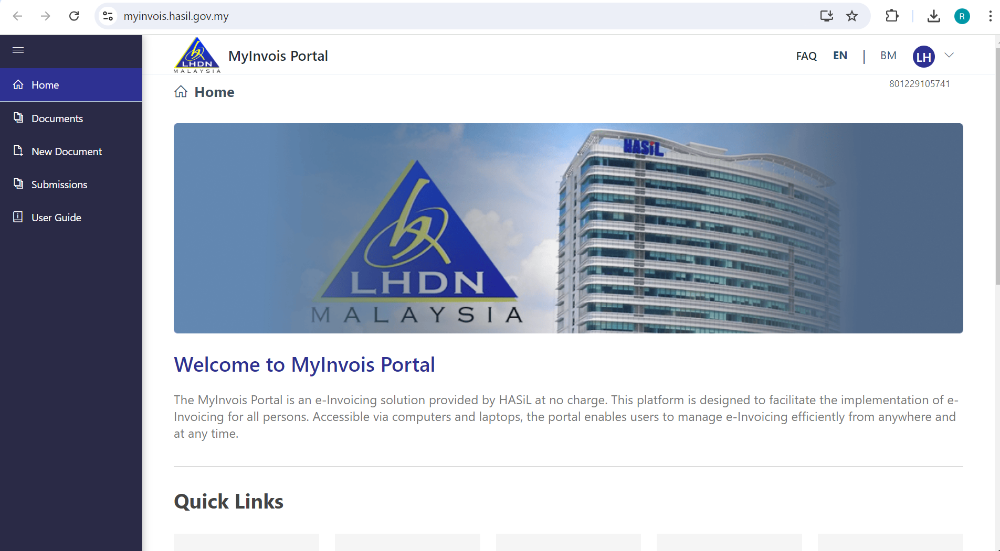 myinvois.hasil.gov.my
R
LHDN
MALAYSIA
MyInvois Portal
FAQ
EN
|
BM
LH
801229105741
Home
Documents
New Document
Submissions
User Guide
Home
HASiL
LHDN
MALAYSIA
Welcome to MyInvois Portal
The MyInvois Portal is an e-Invoicing solution provided by HASiL at no charge. This platform is designed to facilitate the implementation of e-
Invoicing for all persons. Accessible via computers and laptops, the portal enables users to manage e-Invoicing efficiently from anywhere and
at any time.
Quick Links